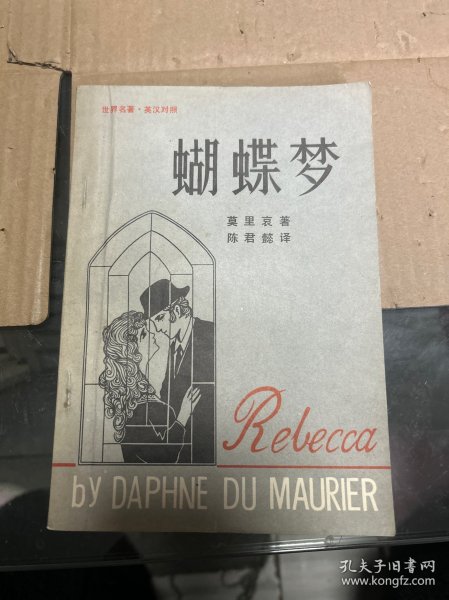 世界名著·英汉对照
蝴蝶梦
莫里哀著
陈君懿译
Rebecca
by DAPHNE DU MAURIER
孔夫子旧书网
www.kongfz.com